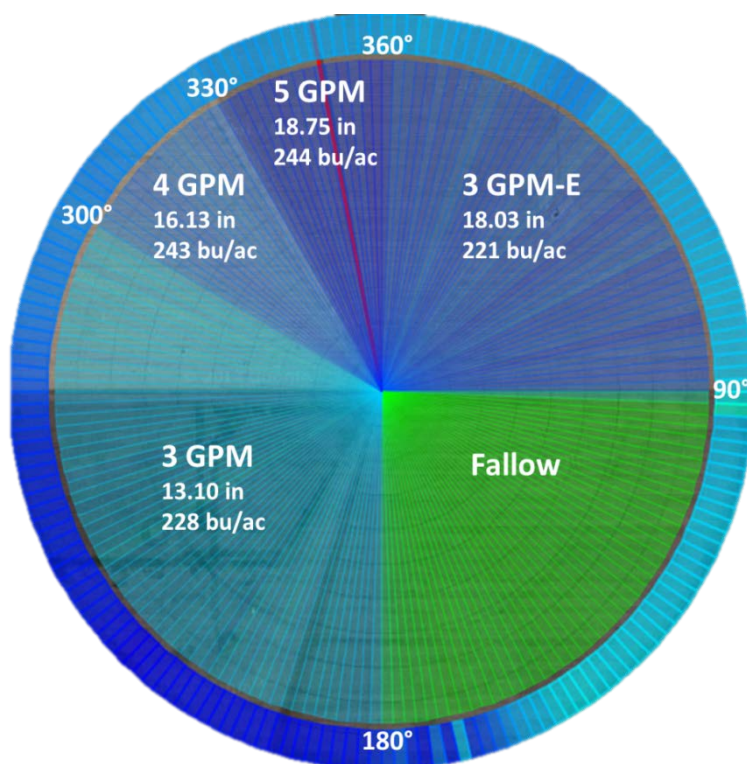 360°
330°
5 GPM
18.75 in
244 bu/ac
4 GPM
16.13 in
243 bu/ac
3 GPM-E
18.03 in
221 bu/ac
300°
90°
3 GPM
13.10 in
228 bu/ac
Fallow
180°